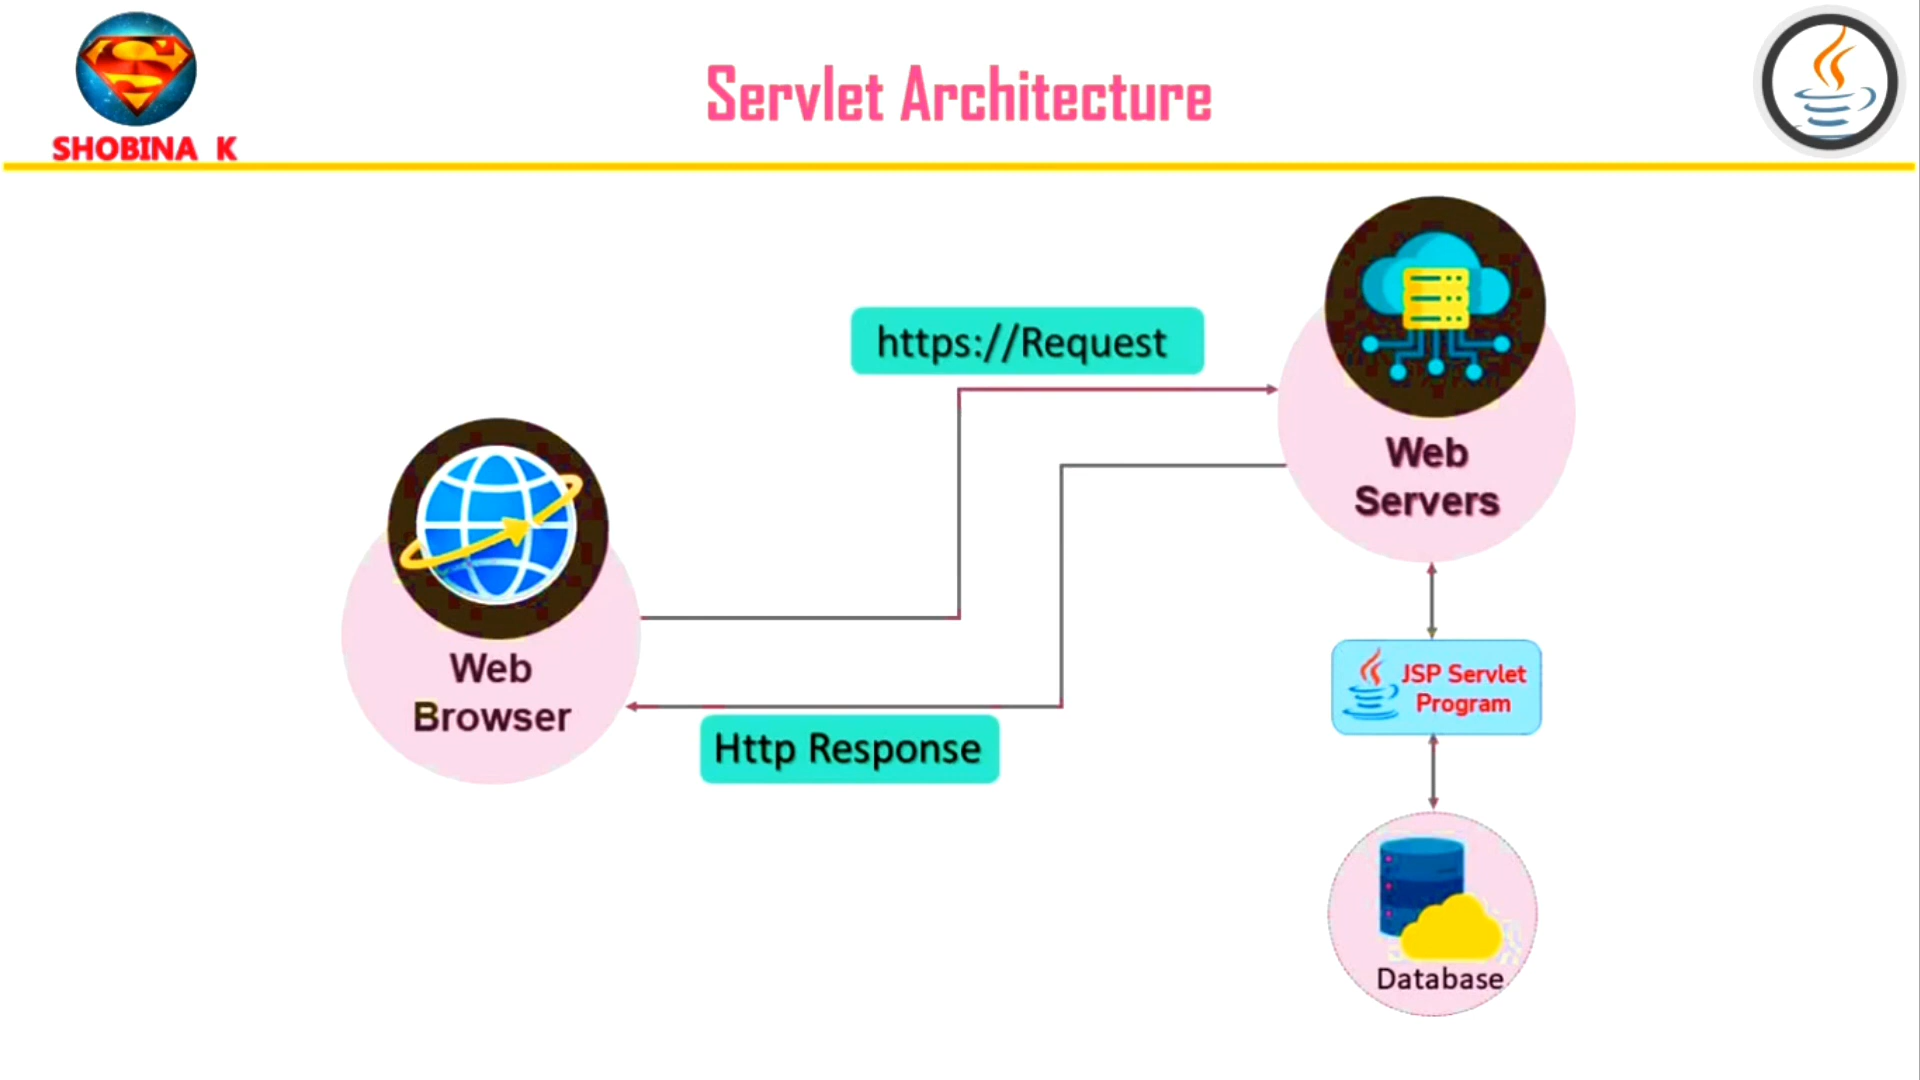 SHOBINA K
Servlet Architecture
https://Request
Web
Servers
Web
Browser
JSP Servlet
Program
Http Response
Database